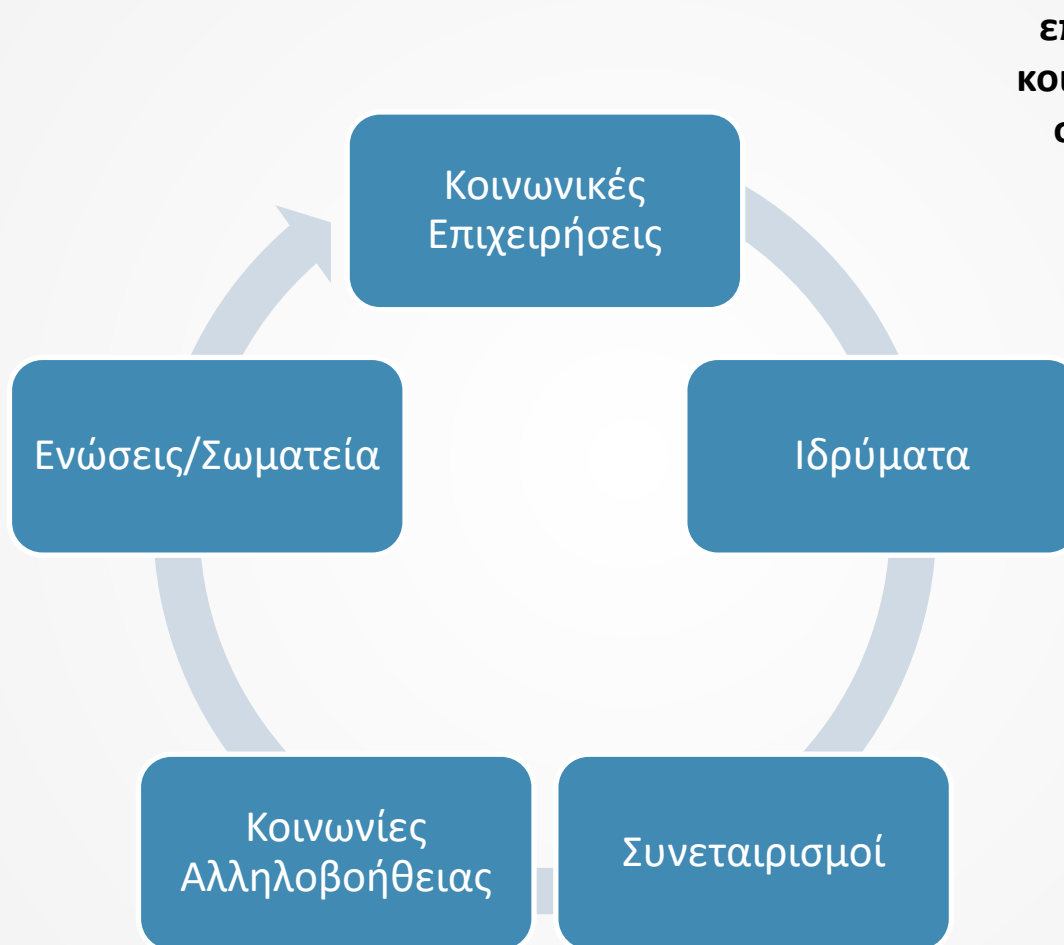 Κοινωνικές
Επιχειρήσεις
Ενώσεις/Σωματεία
Ιδρύματα
Κοινωνίες
Αλληλοβοήθειας
Συνεταιρισμοί